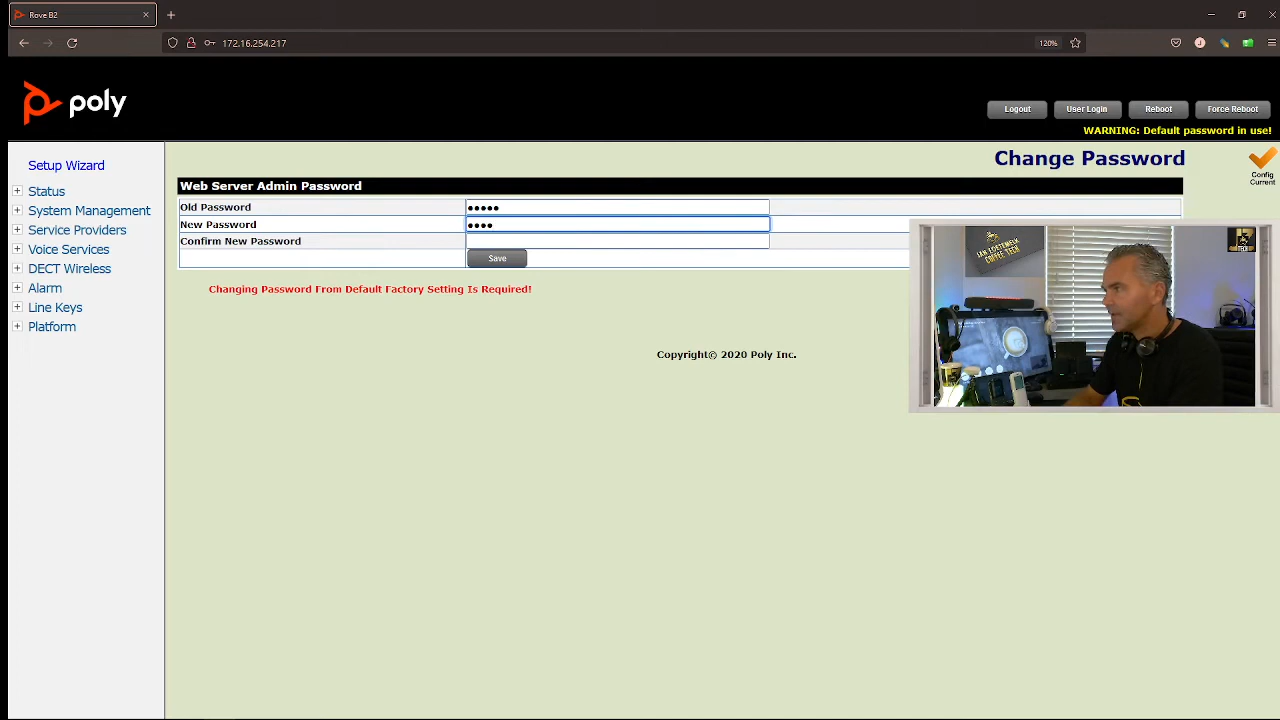 Rove B2
172.16.254.217
120%
poly
Logout
User Login
Reboot
Force Reboot
WARNING: Default password in use!
Change Password
Config
Current
Setup Wizard
Status
System Management
Service Providers
Voice Services
DECT Wireless
Alarm
Line Keys
Platform
Web Server Admin Password
Old Password
•••••
New Password
••••
Confirm New Password
Save
Changing Password From Default Factory Setting Is Required!
Copyright© 2020 Poly Inc.
COFFEE TECH